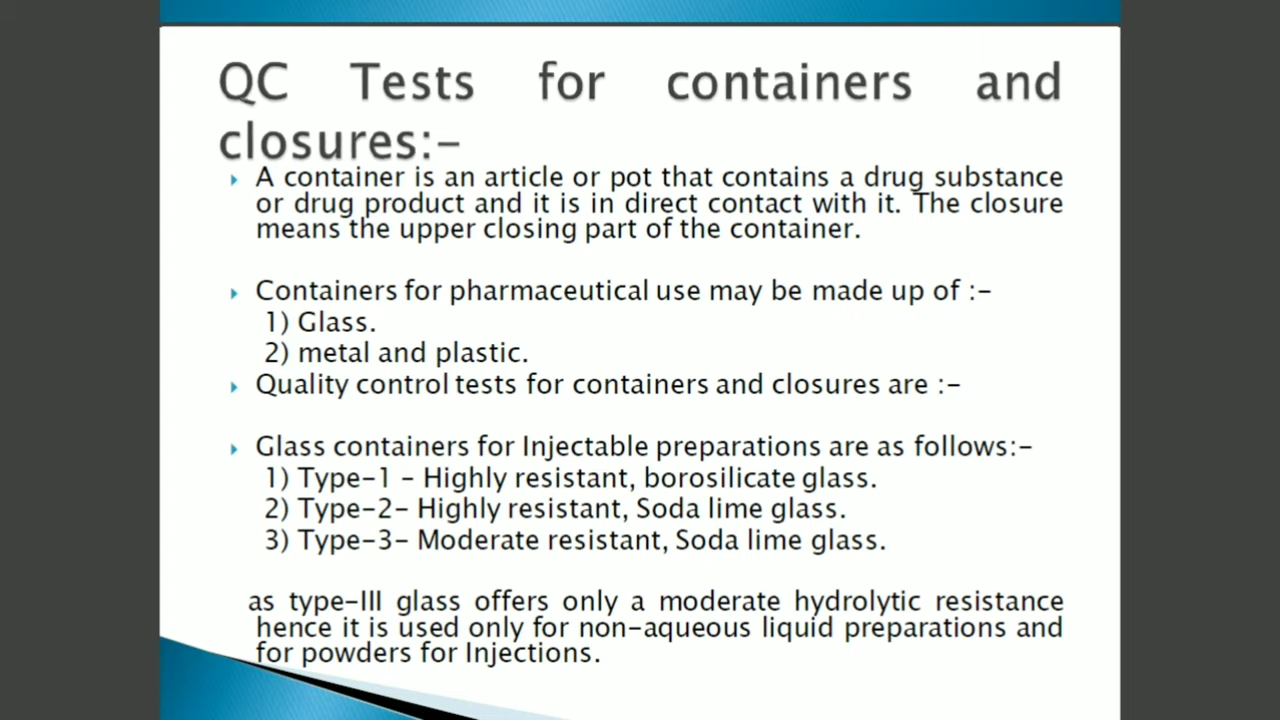 QC Tests for containers and
closures:-
A container is an article or pot that contains a drug substance
or drug product and it is in direct contact with it. The closure
means the upper closing part of the container.
Containers for pharmaceutical use may be made up of :-
1) Glass.
2) metal and plastic.
Quality control tests for containers and closures are :-
Glass containers for Injectable preparations are as follows:-
1) Type-1 - Highly resistant, borosilicate glass.
2) Type-2- Highly resistant, Soda lime glass.
3) Type-3- Moderate resistant, Soda lime glass.
as type-III glass offers only a moderate hydrolytic resistance
hence it is used only for non-aqueous liquid preparations and
for powders for Injections.